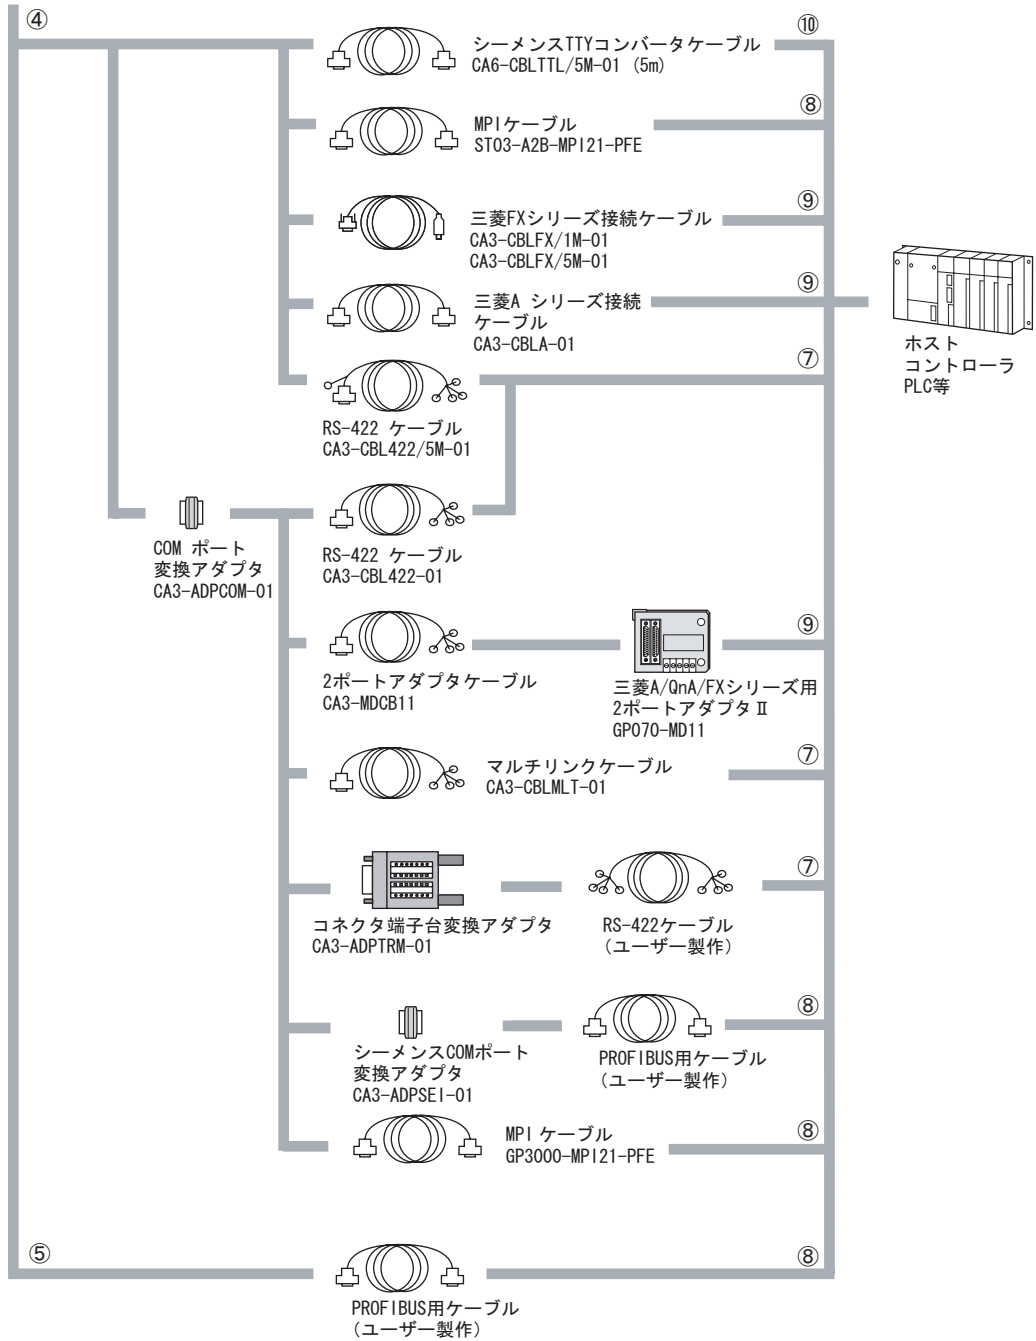 ④
⑩
シーメンスTTYコンバータケーブル
CA6-CBLTTL/5M-01 (5m)
⑧
MPIケーブル
ST03-A2B-MPI21-PFE
⑨
三菱FXシリーズ接続ケーブル
CA3-CBLFX/1M-01
CA3-CBLFX/5M-01
⑨
三菱A シリーズ接続
ケーブル
CA3-CBLA-01
ホスト
コントローラ
PLC等
⑦
RS-422 ケーブル
CA3-CBL422/5M-01
COM ポート
変換アダプタ
CA3-ADPCOM-01
RS-422 ケーブル
CA3-CBL422-01
⑨
2ポートアダプタケーブル
CA3-MDCB11
三菱A/QnA/FXシリーズ用
2ポートアダプタⅡ
GP070-MD11
⑦
マルチリンクケーブル
CA3-CBLMLT-01
⑦
コネクタ端子台変換アダプタ
CA3-ADPTRM-01
RS-422ケーブル
(ユーザー製作)
⑧
シーメンスCOMポート
変換アダプタ
CA3-ADPSEI-01
PROFIBUS用ケーブル
(ユーザー製作)
⑧
MPI ケーブル
GP3000-MPI21-PFE
⑤
⑧
PROFIBUS用ケーブル
(ユーザー製作)